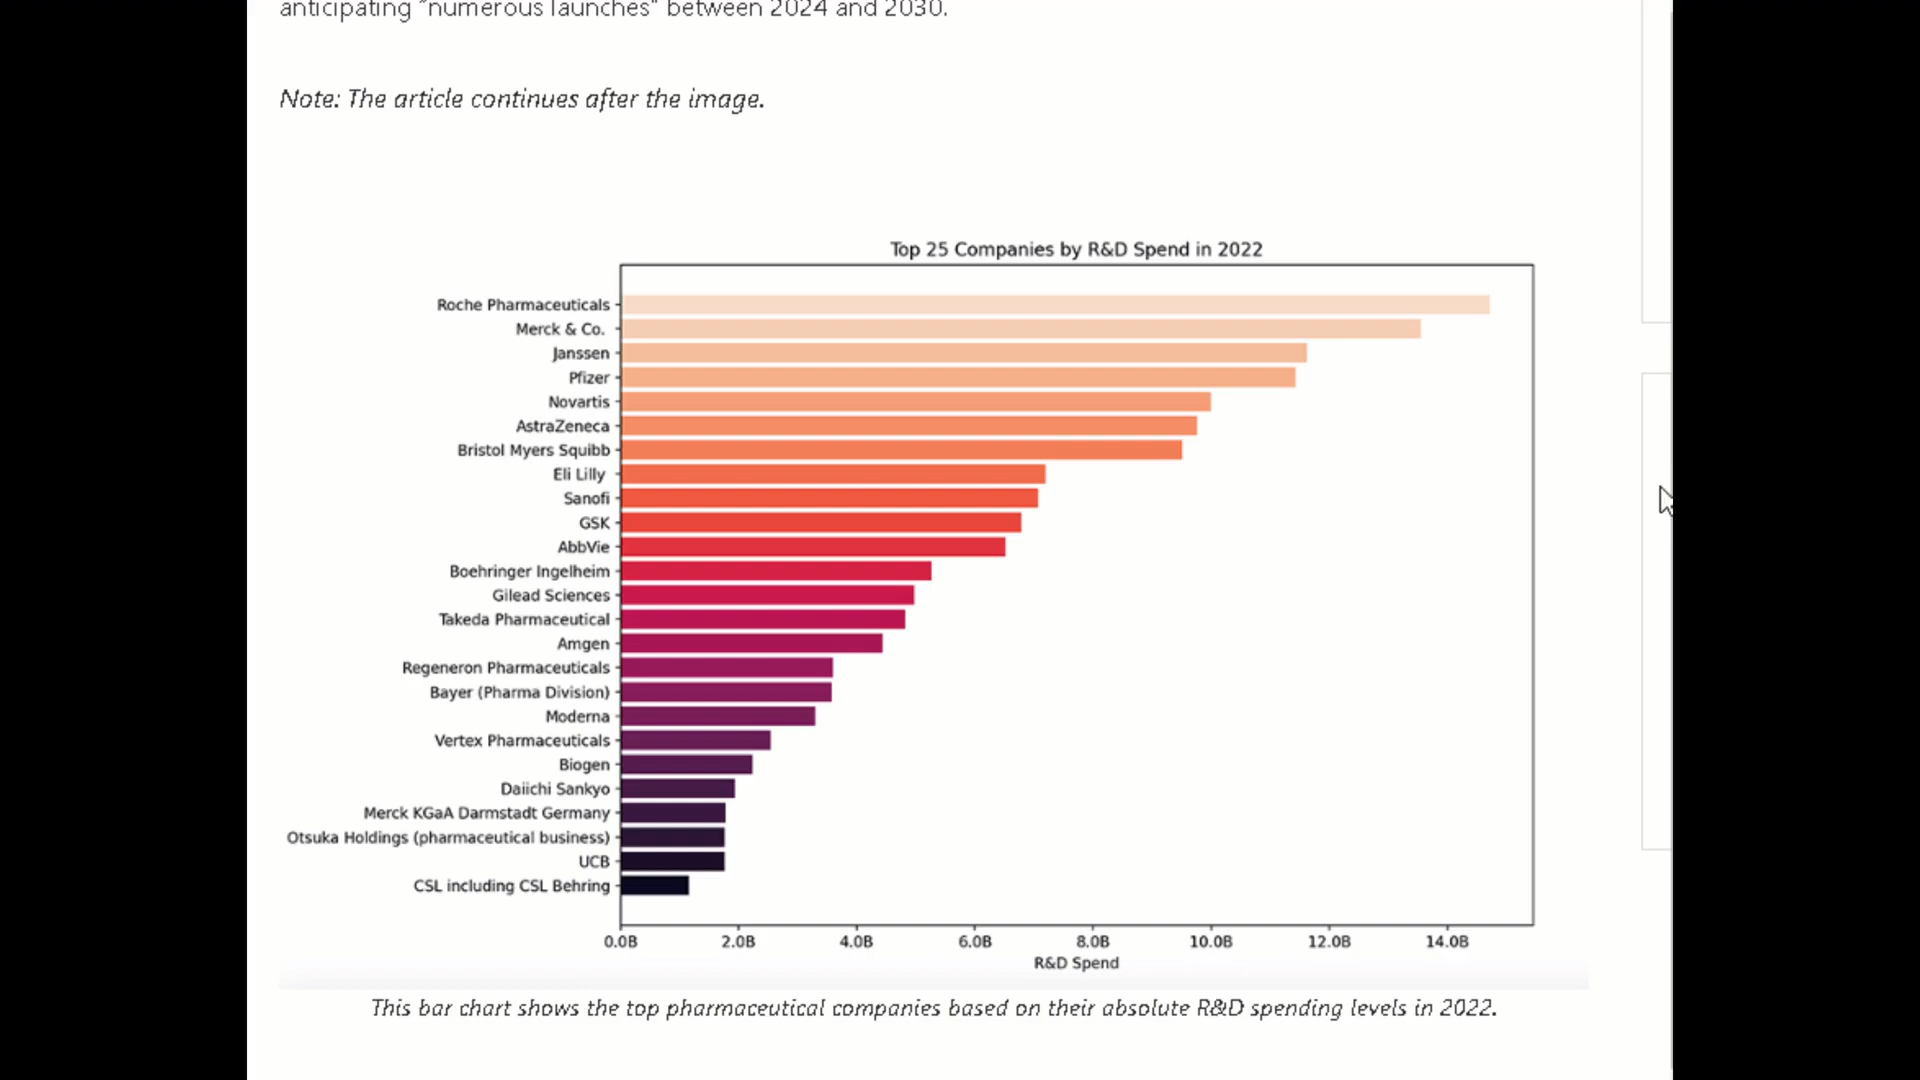 anticipating "numerous launches" between 2024 and 2030.
Note: The article continues after the image.
Top 25 Companies by R&D Spend in 2022
Roche Pharmaceuticals
Merck & Co.
Janssen
Pfizer
Novartis
AstraZeneca
Bristol Myers Squibb
Eli Lilly
Sanofi
GSK
AbbVie
Boehringer Ingelheim
Gilead Sciences
Takeda Pharmaceutical
Amgen
Regeneron Pharmaceuticals
Bayer (Pharma Division)
Moderna
Vertex Pharmaceuticals
Biogen
Daiichi Sankyo
Merck KGaA Darmstadt Germany
Otsuka Holdings (pharmaceutical business)
UCB
CSL including CSL Behring
0.0B 2.0B 4.0B 6.0B 8.0B 10.0B 12.0B 14.0B
R&D Spend
This bar chart shows the top pharmaceutical companies based on their absolute R&D spending levels in 2022.